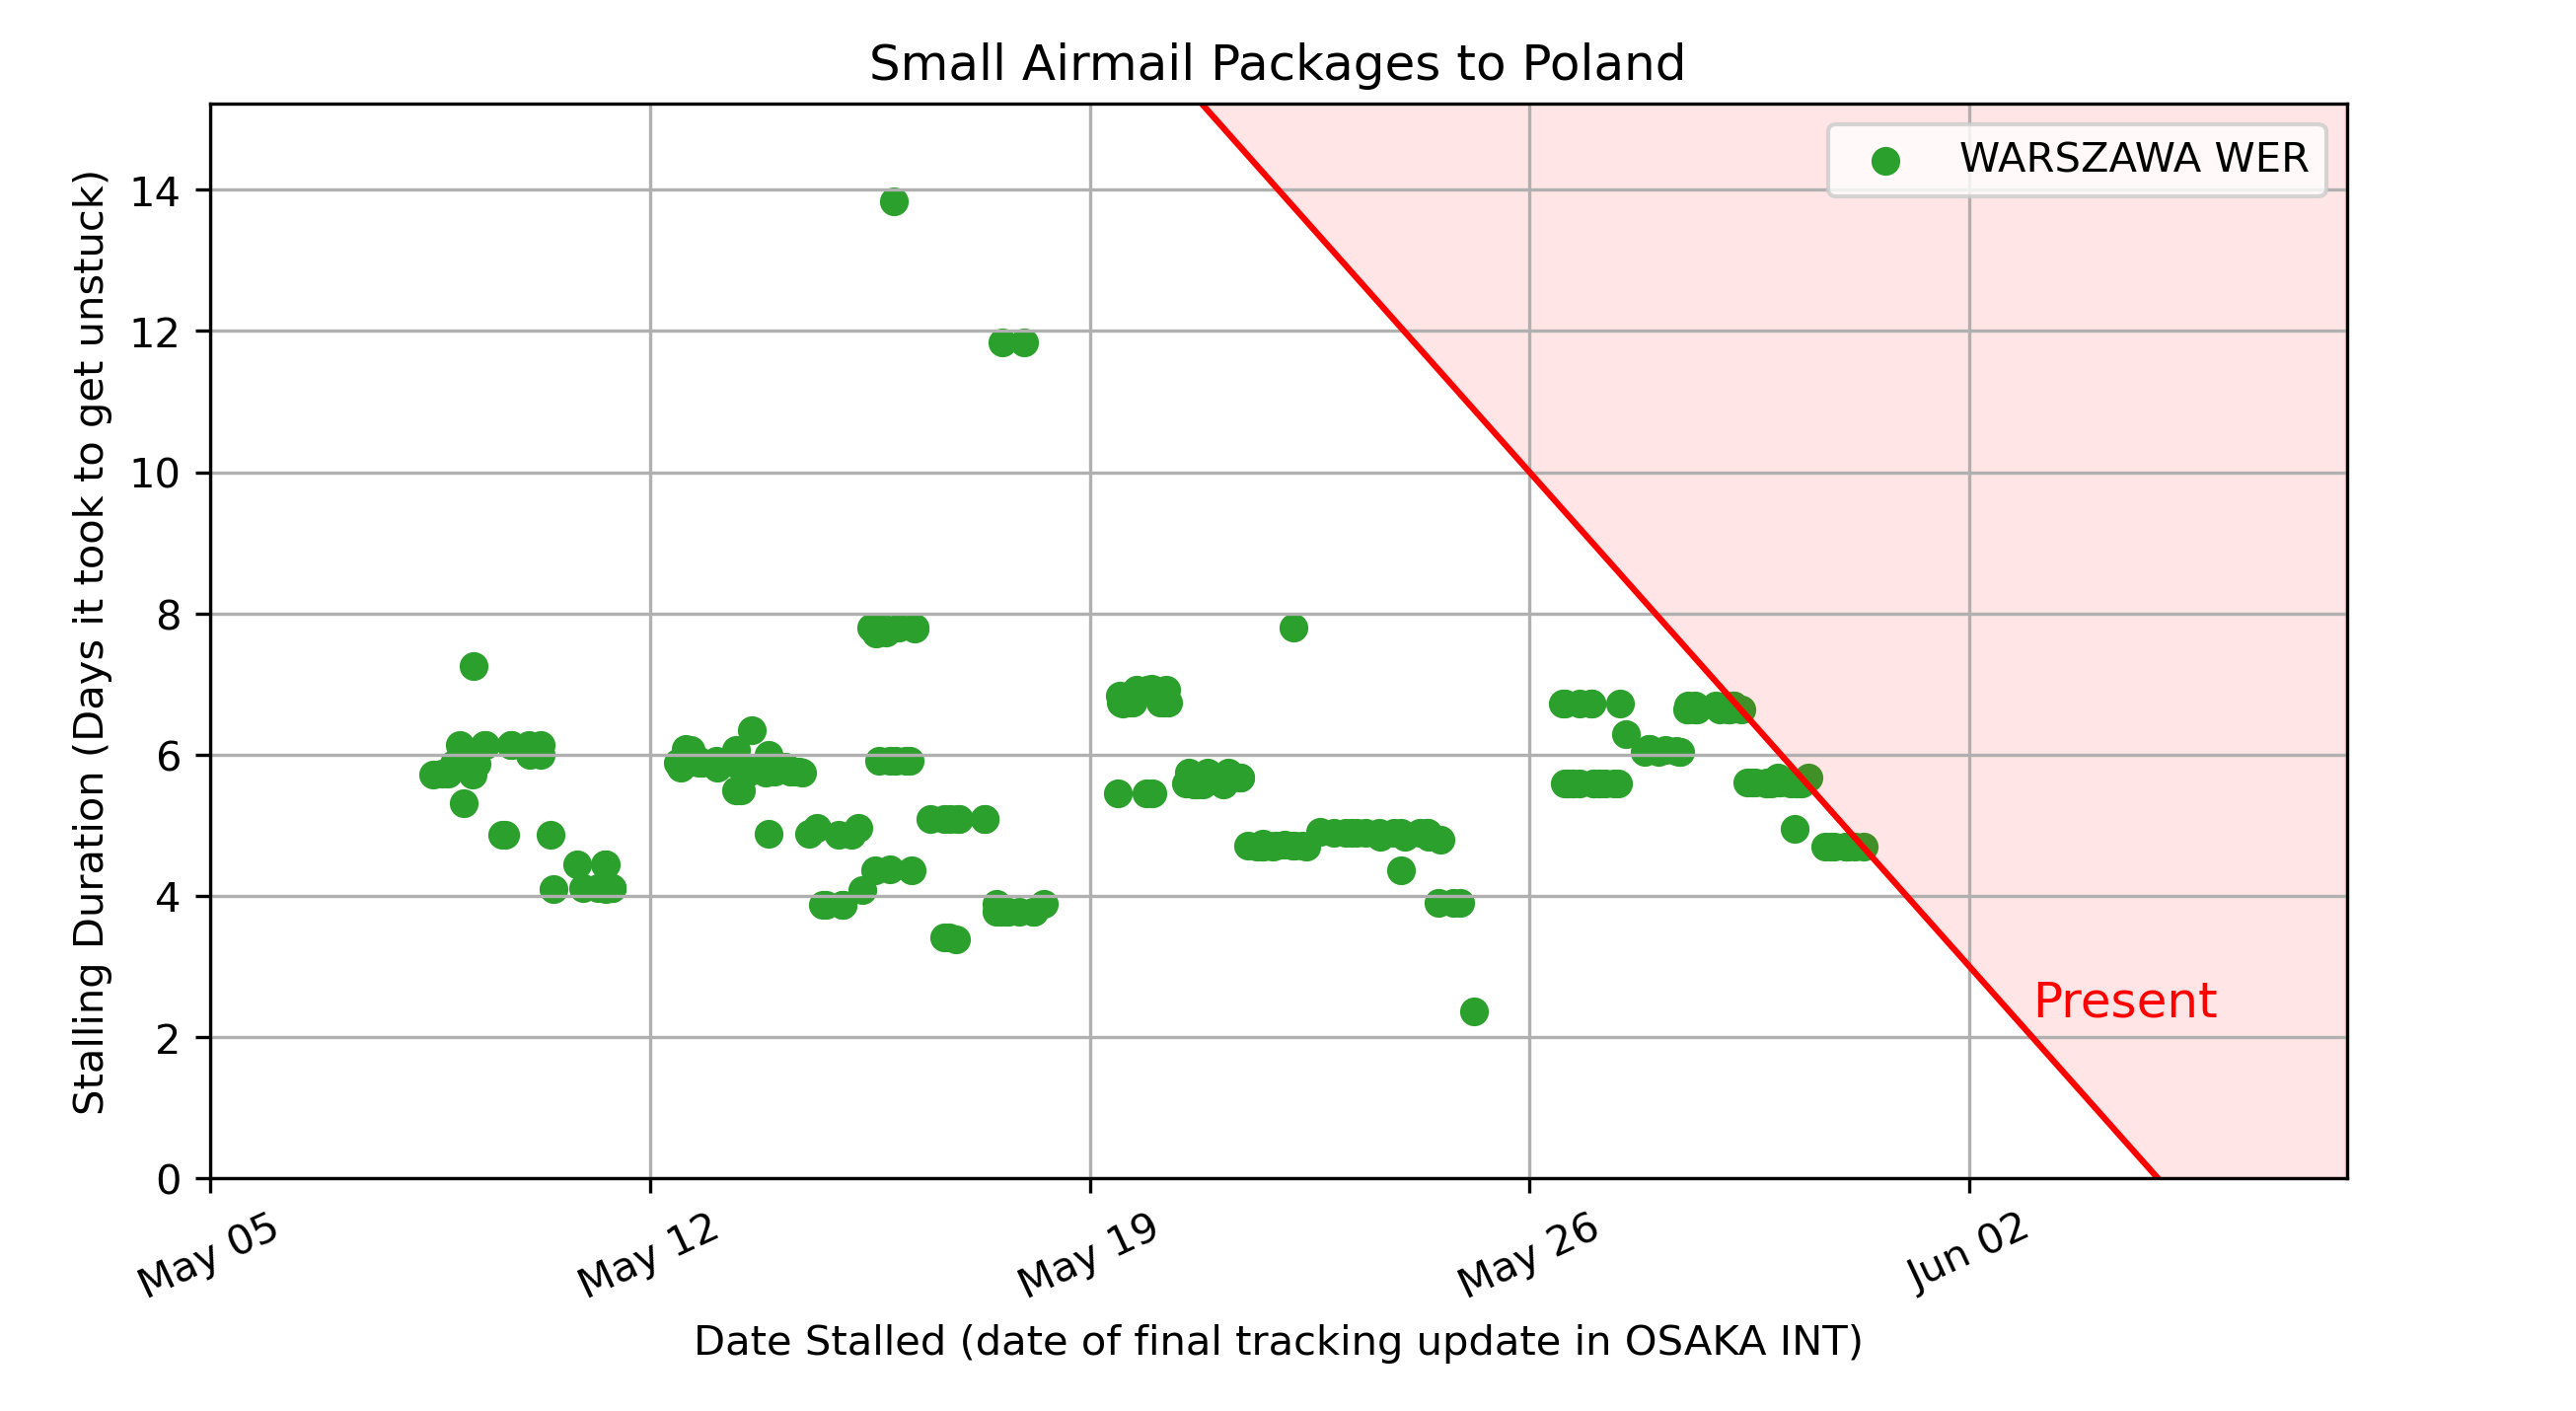 Small Airmail Packages to Poland
WARSZAWA WER
Stalling Duration (Days it took to get unstuck)
14
12
10
8
6
4
2
0
Present
May 05
May 12
May 19
May 26
Jun 02
Date Stalled (date of final tracking update in OSAKA INT)